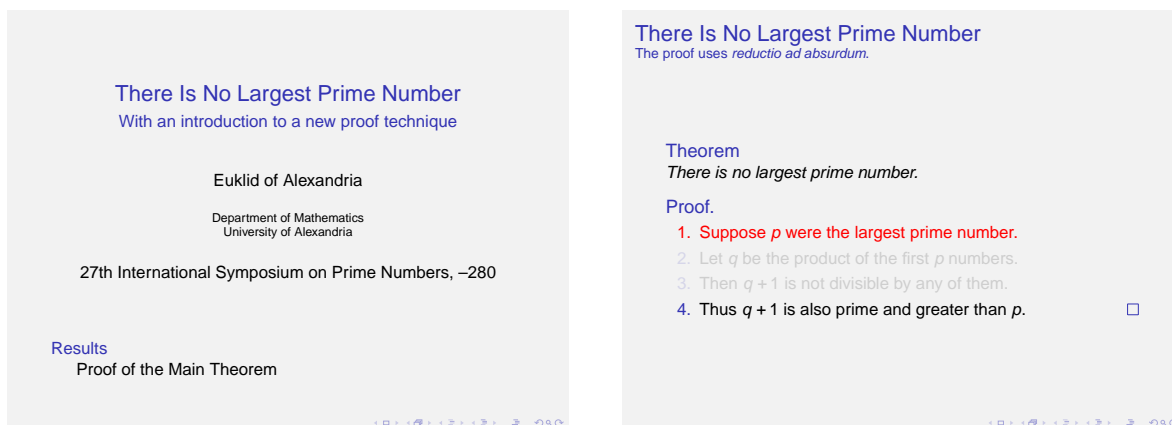 There Is No Largest Prime Number
With an introduction to a new proof technique
Euklid of Alexandria
Department of Mathematics
University of Alexandria
27th International Symposium on Prime Numbers, –280
Results
Proof of the Main Theorem
There Is No Largest Prime Number
The proof uses reductio ad absurdum.
Theorem
There is no largest prime number.
Proof.
1. Suppose p were the largest prime number.
2. Let q be the product of the first p numbers.
3. Then q + 1 is not divisible by any of them.
4. Thus q + 1 is also prime and greater than p.